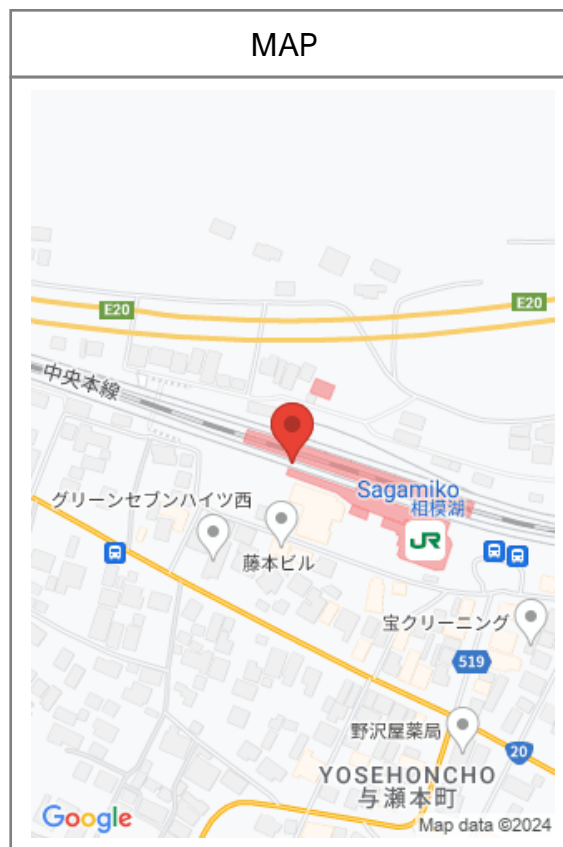 MAP
E20
E20
中央本線
Sagamiko
相模湖
グリーンセブンハイツ西
JR
藤本ビル
宝クリーニング
519
野沢屋薬局
20
YOSEHONCHO
与瀬本町
Google
Map data ©2024